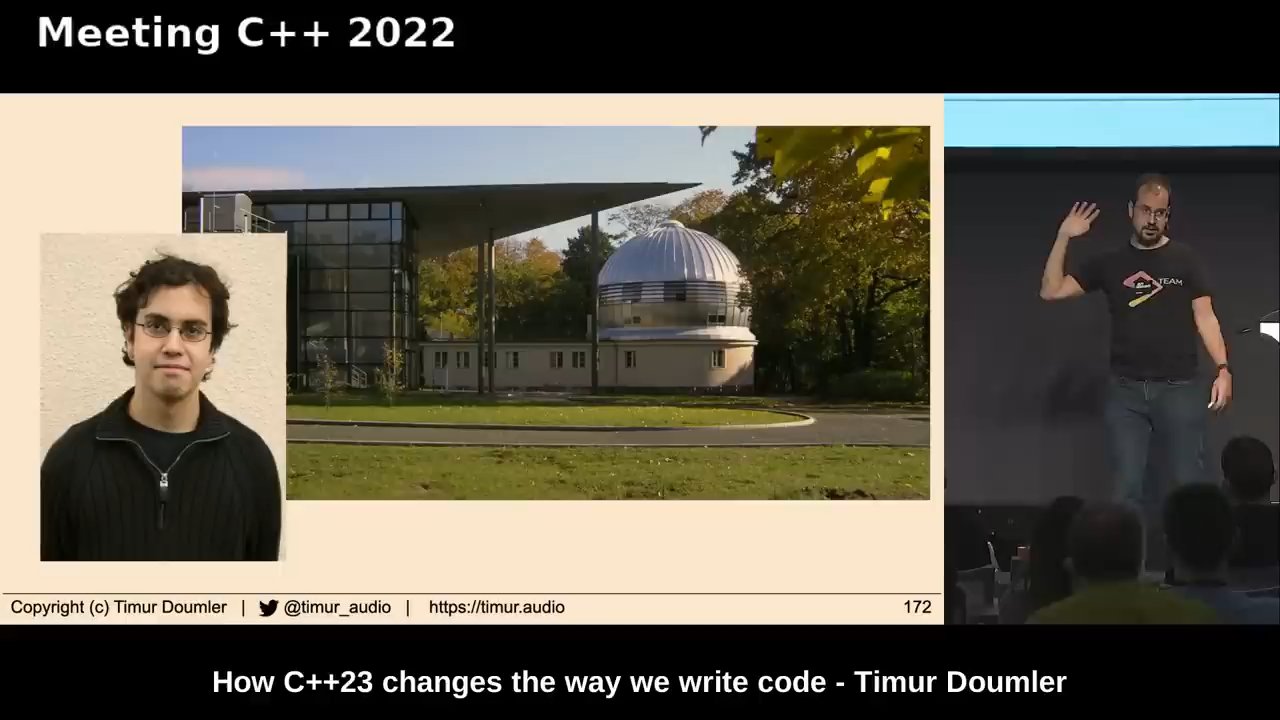 Meeting C++ 2022
TEAM
Copyright (c) Timur Doumler | @timur_audio | https://timur.audio 172
How C++23 changes the way we write code - Timur Doumler